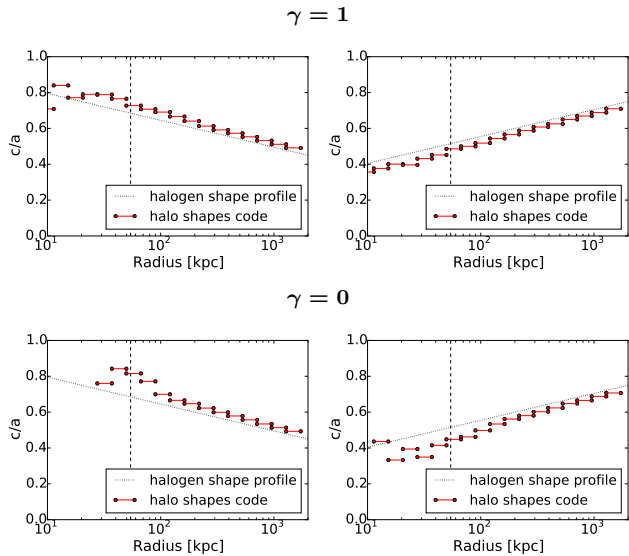 γ = 1
1.0
0.8
0.6
0.4
0.2
0.0
c/a
halogen shape profile
halo shapes code
10^1
10^2
10^3
Radius [kpc]
1.0
0.8
0.6
0.4
0.2
0.0
c/a
halogen shape profile
halo shapes code
10^1
10^2
10^3
Radius [kpc]
γ = 0
1.0
0.8
0.6
0.4
0.2
0.0
c/a
halogen shape profile
halo shapes code
10^1
10^2
10^3
Radius [kpc]
1.0
0.8
0.6
0.4
0.2
0.0
c/a
halogen shape profile
halo shapes code
10^1
10^2
10^3
Radius [kpc]